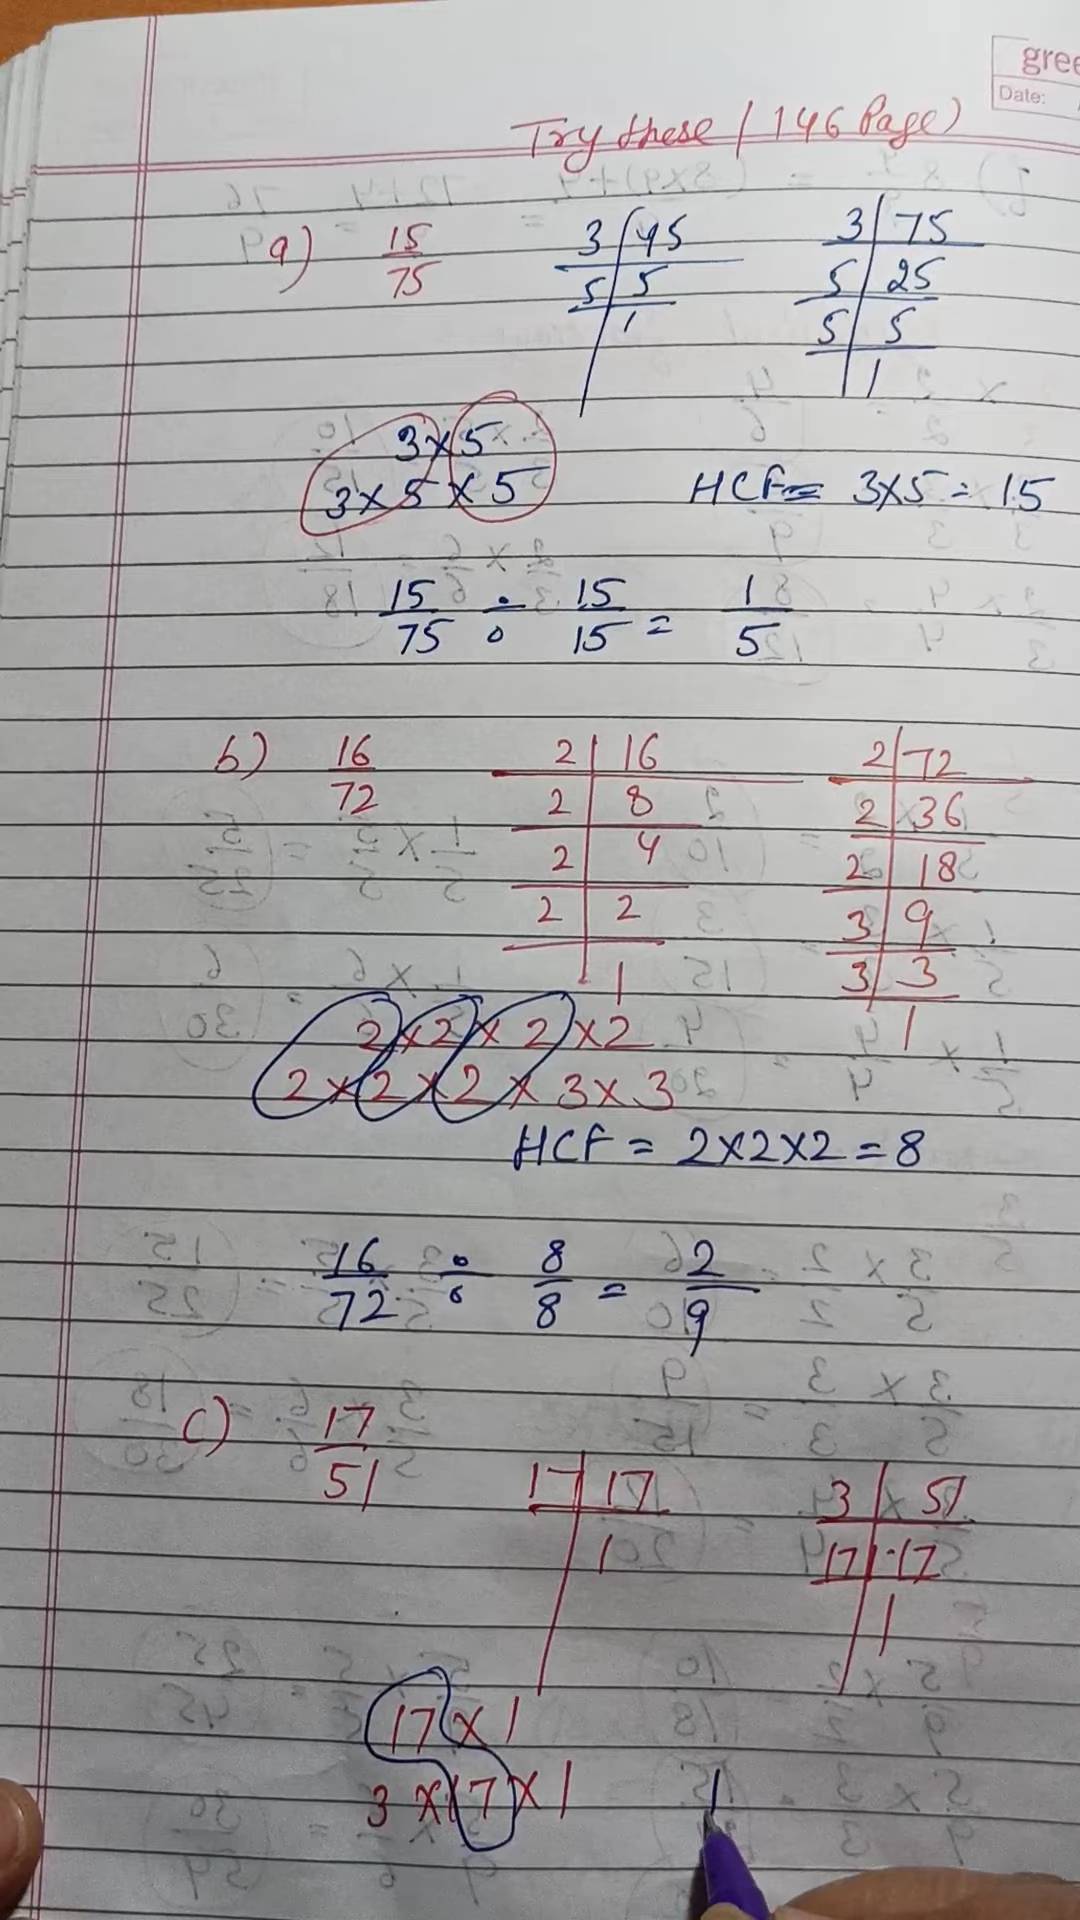 gree
Date:
Try these (146 Page)
a) 15/75
3 | 45
5 | 5
1
3 | 75
5 | 25
5 | 5
1
3×5
3×5×5
HCF = 3×5 = 15
15/75 ÷ 15/15 = 1/5
b) 16/72
2 | 16
2 | 8
2 | 4
2 | 2
1
2 | 72
2 | 36
2 | 18
3 | 9
3 | 3
1
2×2×2×2
2×2×2×3×3
HCF = 2×2×2=8
16/72 ÷ 8/8 = 2/9
c) 17/51
17 | 17
1
3 | 51
17 | 17
1
17×1
3×17×1
1